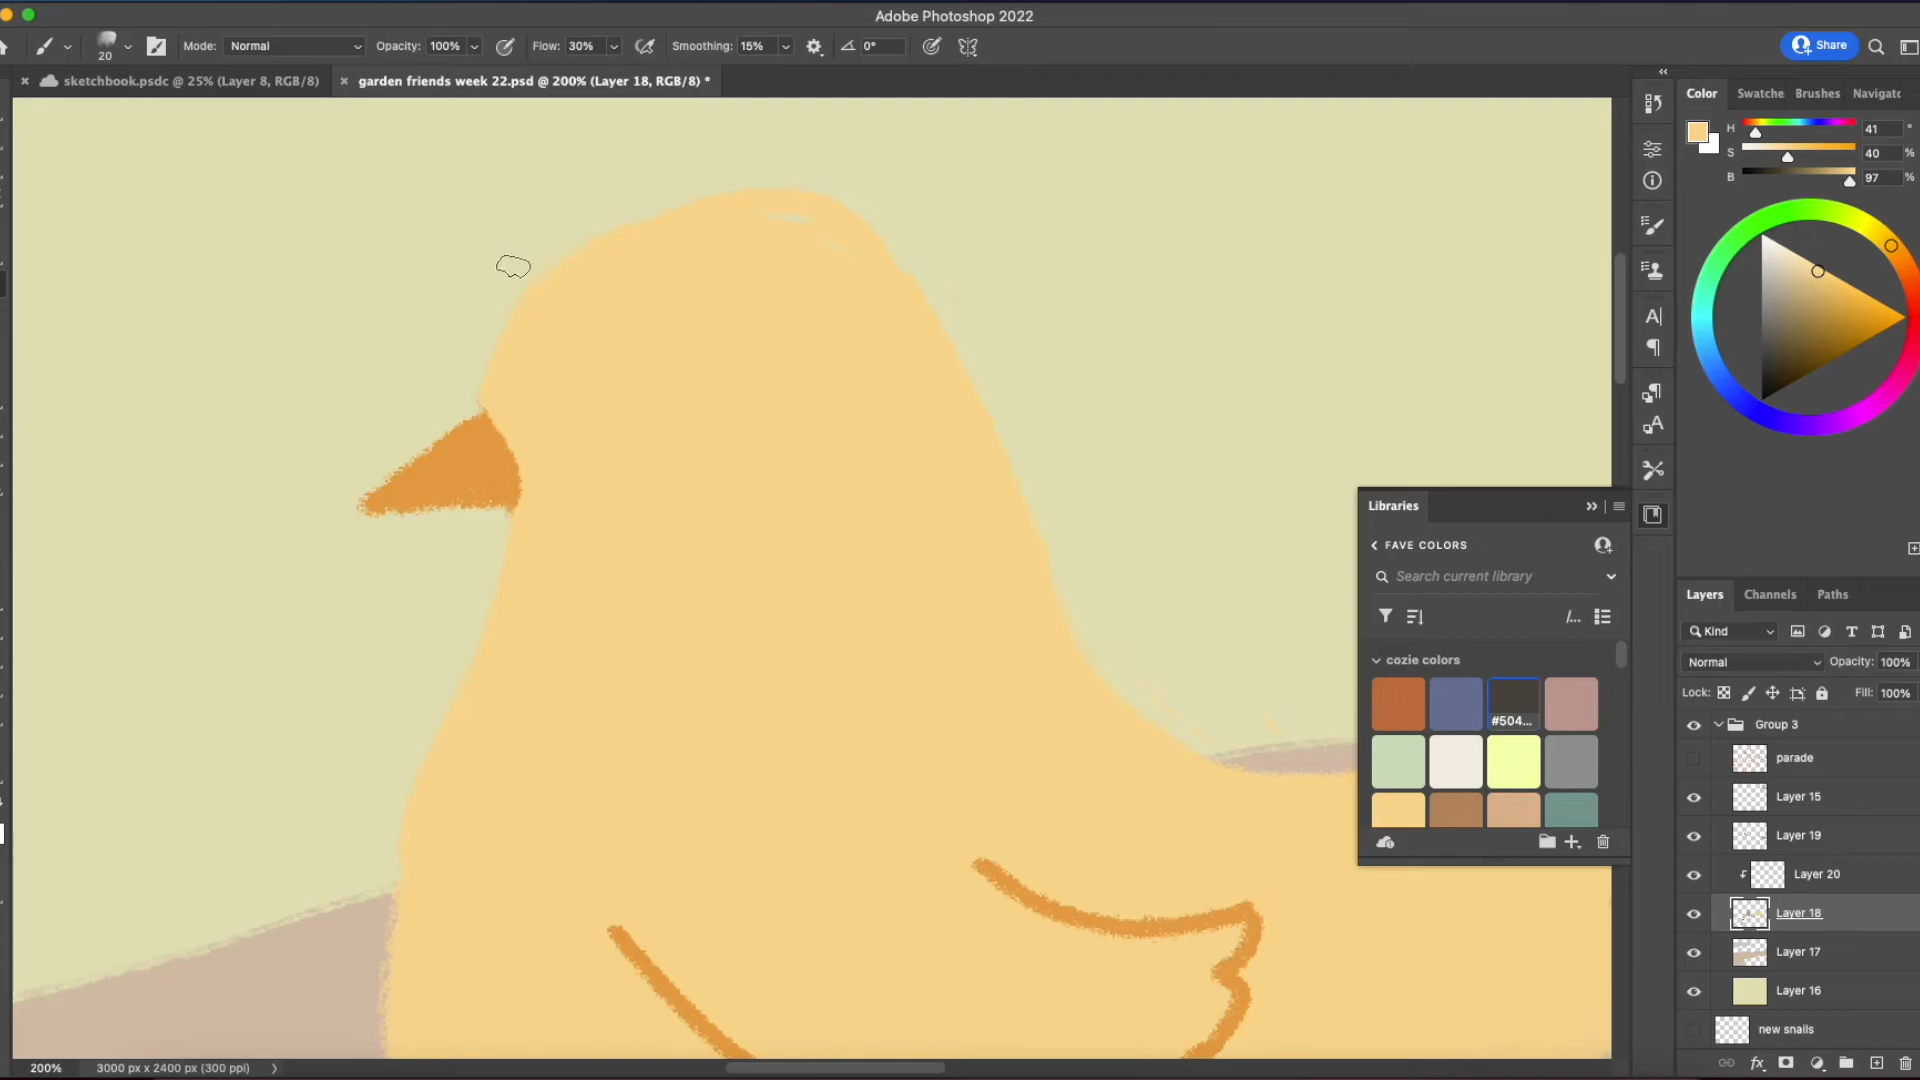 Adobe Photoshop 2022
20 Mode: Normal Opacity: 100% Flow: 30% Smoothing: 15% 0° Share
× sketchbook.psdc @ 25% (Layer 8, RGB/8) × garden friends week 22.psd @ 200% (Layer 18, RGB/8) *
Color Swatche Brushes Navigatc
H 41 °
S 40 %
B 97 %
Libraries
FAVE COLORS
Search current library
cozie colors
#504...
Layers Channels Paths
Kind
Normal Opacity: 100%
Lock: Fill: 100%
Group 3
parade
Layer 15
Layer 19
Layer 20
Layer 18
Layer 17
Layer 16
new snails
200% 3000 px x 2400 px (300 ppi)